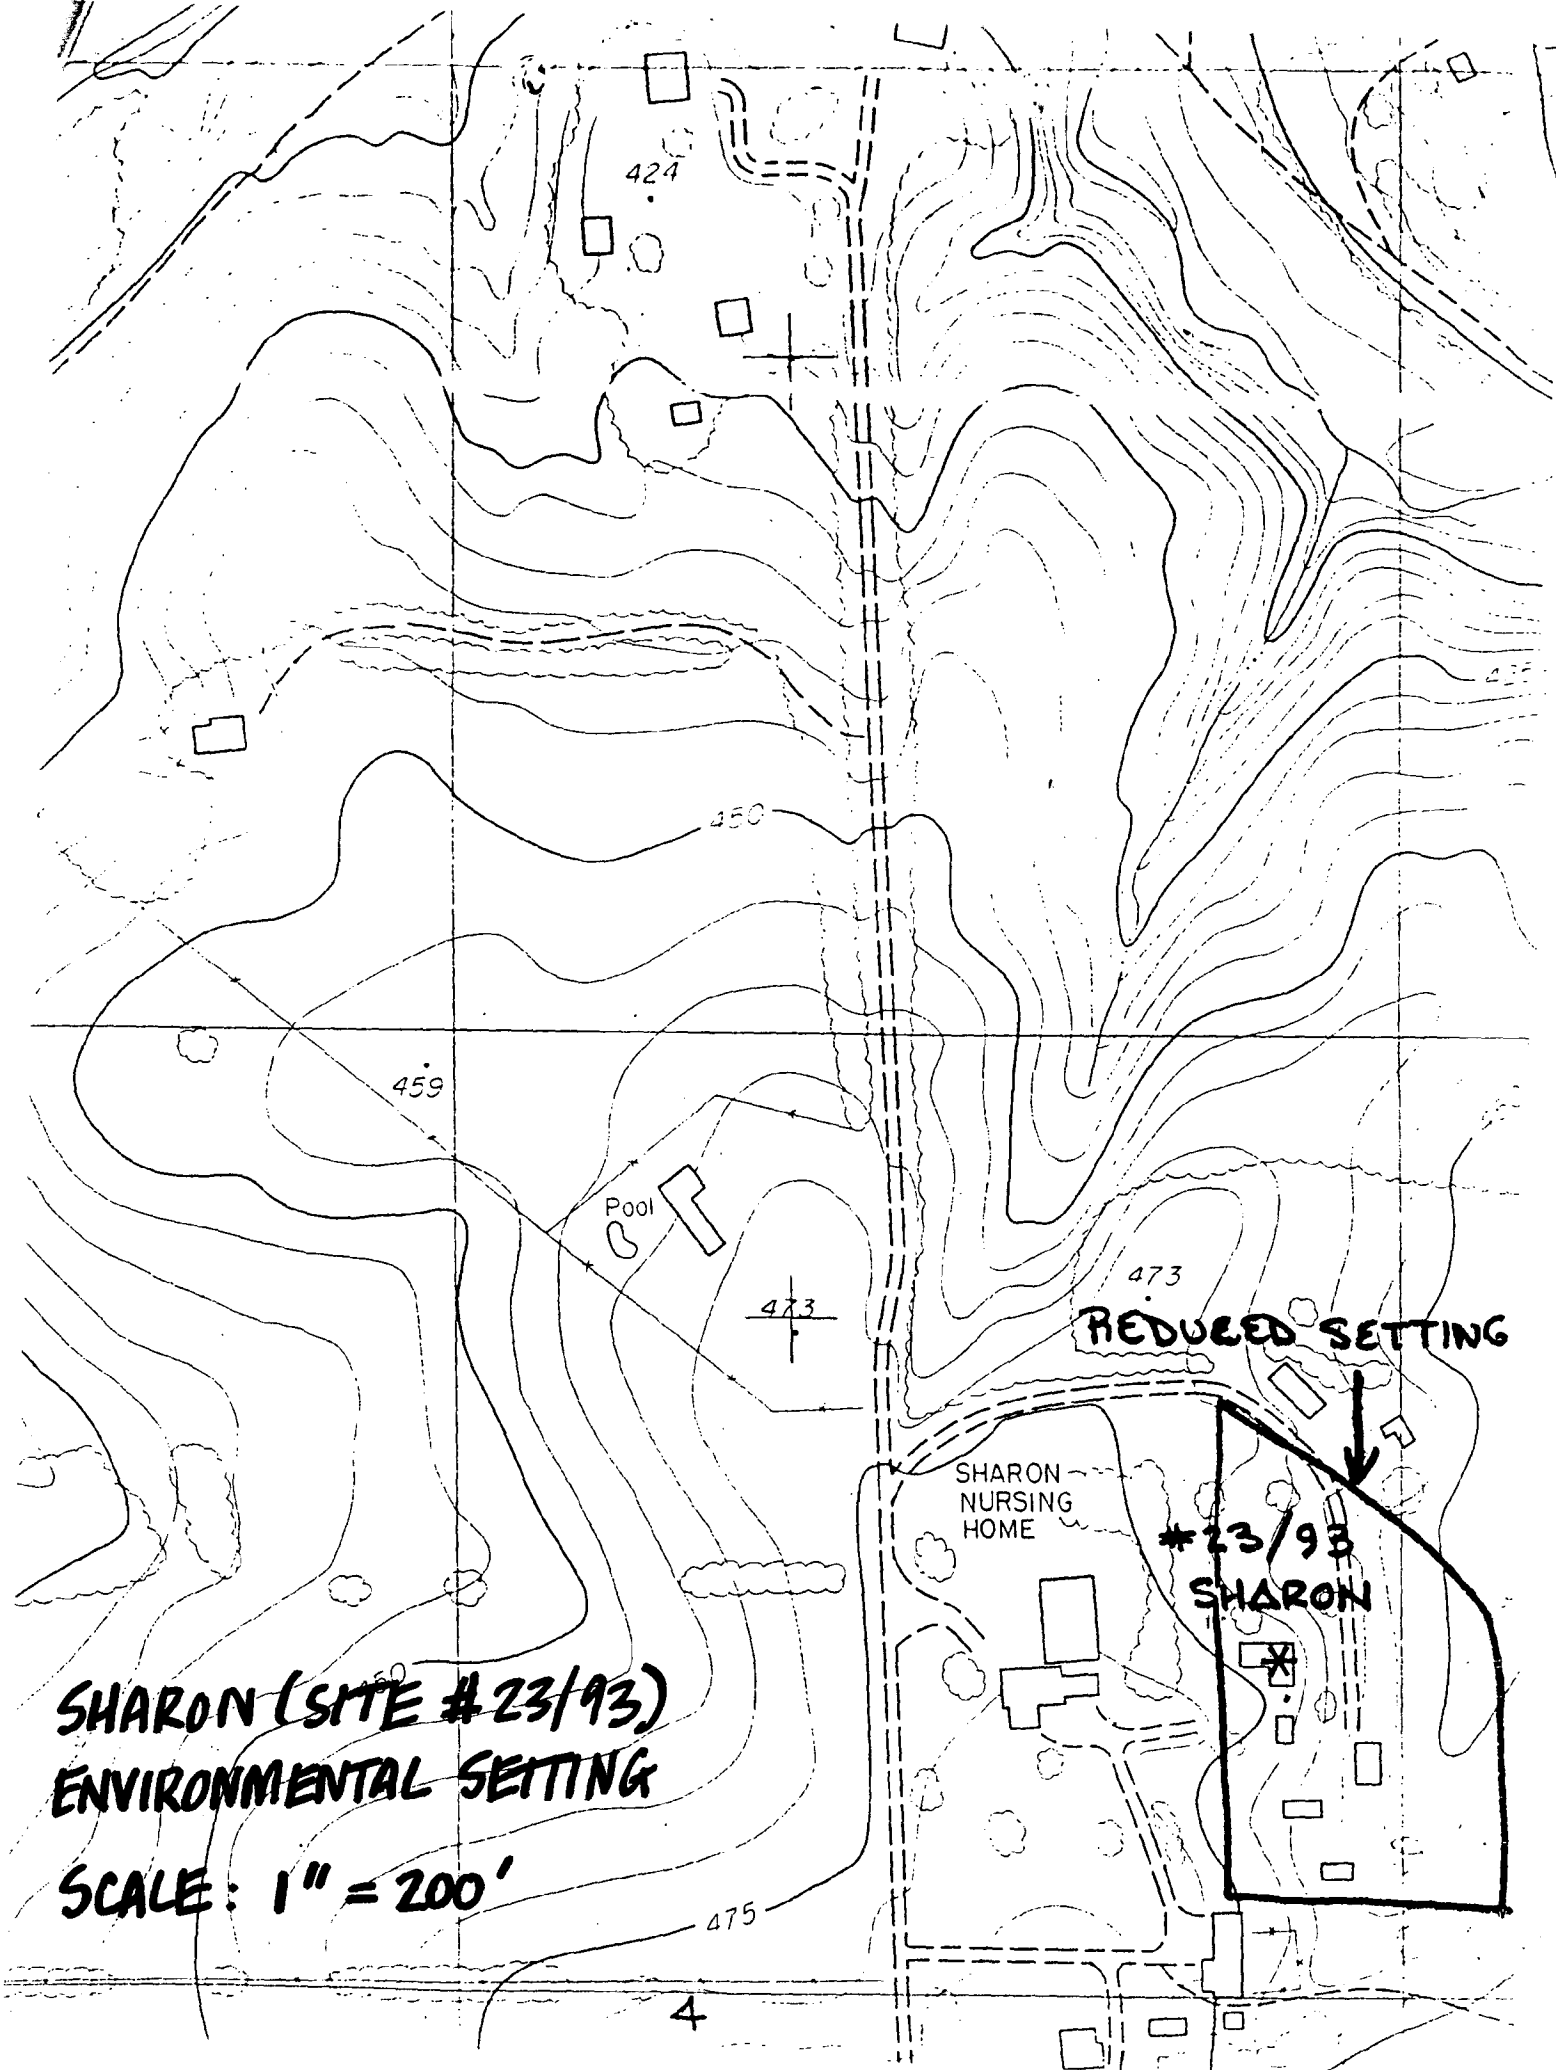 424
450
459
Pool
473
473
REDUCED SETTING
SHARON
NURSING
HOME
#23/93
SHARON
SHARON (SITE #23/93)
ENVIRONMENTAL SETTING
SCALE: 1" = 200'
475
4